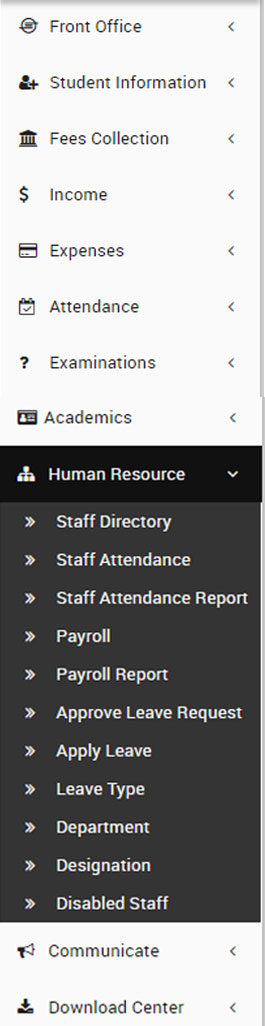 Front Office
Student Information
Fees Collection
Income
Expenses
Attendance
Examinations
Academics
Human Resource
Staff Directory
Staff Attendance
Staff Attendance Report
Payroll
Payroll Report
Approve Leave Request
Apply Leave
Leave Type
Department
Designation
Disabled Staff
Communicate
Download Center